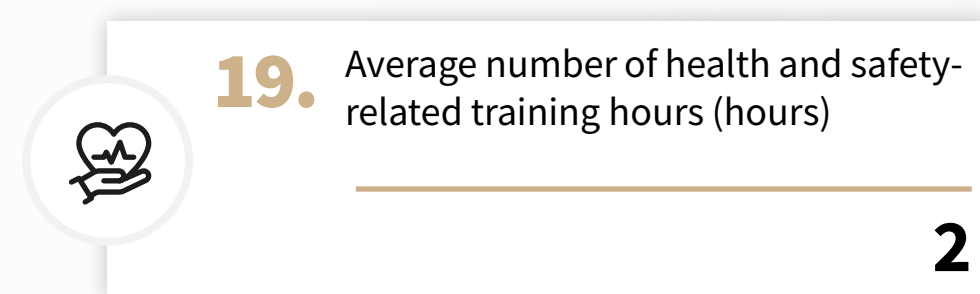 19.
Average number of health and safety-
related training hours (hours)
2